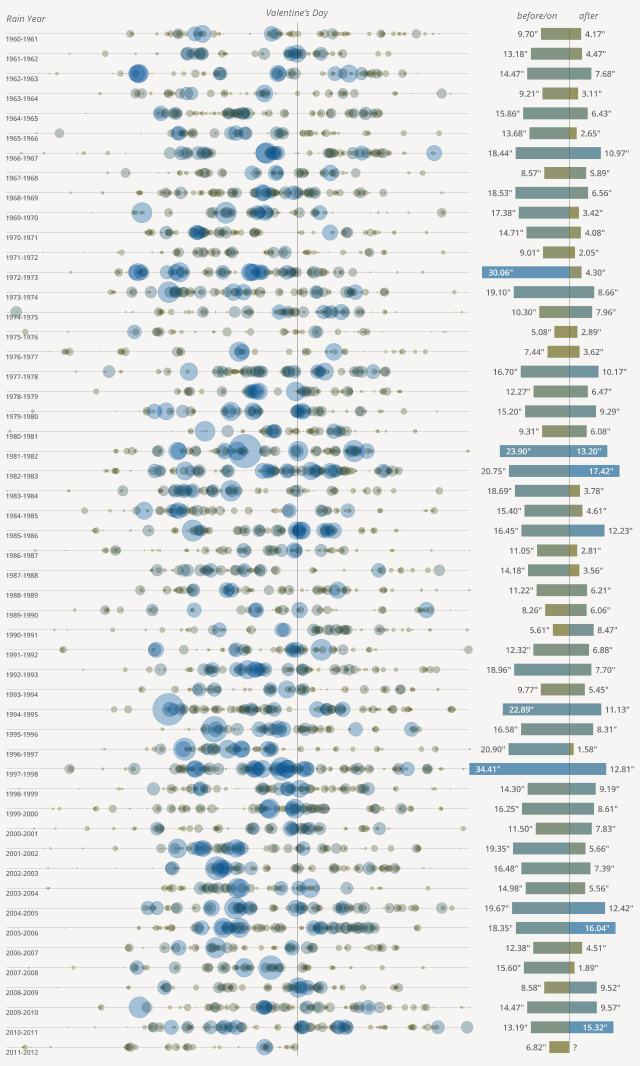 Rain Year Valentine's Day before/on after
1960-1961 9.70" 4.17"
1961-1962 13.18" 4.47"
1962-1963 14.47" 7.68"
1963-1964 9.21" 3.11"
1964-1965 15.86" 6.43"
1965-1966 13.68" 2.65"
1966-1967 18.44" 10.97"
1967-1968 8.57" 5.89"
1968-1969 18.53" 6.56"
1969-1970 17.38" 3.42"
1970-1971 14.71" 4.08"
1971-1972 9.01" 2.05"
1972-1973 30.06" 4.30"
1973-1974 19.10" 8.66"
1974-1975 10.30" 7.96"
1975-1976 5.08" 2.89"
1976-1977 7.44" 3.62"
1977-1978 16.70" 10.17"
1978-1979 12.27" 6.47"
1979-1980 15.20" 9.29"
1980-1981 9.31" 6.08"
1981-1982 23.90" 13.20"
1982-1983 20.75" 17.42"
1983-1984 18.69" 3.78"
1984-1985 15.40" 4.61"
1985-1986 16.45" 12.23"
1986-1987 11.05" 2.81"
1987-1988 14.18" 3.56"
1988-1989 11.22" 6.21"
1989-1990 8.26" 6.06"
1990-1991 5.61" 8.47"
1991-1992 12.32" 6.88"
1992-1993 18.96" 7.70"
1993-1994 9.77" 5.45"
1994-1995 22.89" 11.13"
1995-1996 16.58" 8.31"
1996-1997 20.90" 1.58"
1997-1998 34.41" 12.81"
1998-1999 14.30" 9.19"
1999-2000 16.25" 8.61"
2000-2001 11.50" 7.83"
2001-2002 19.35" 5.66"
2002-2003 16.48" 7.39"
2003-2004 14.98" 5.56"
2004-2005 19.67" 12.42"
2005-2006 18.35" 16.04"
2006-2007 12.38" 4.51"
2007-2008 15.60" 1.89"
2008-2009 8.58" 9.52"
2009-2010 14.47" 9.57"
2010-2011 13.19" 15.32"
2011-2012 6.82" ?